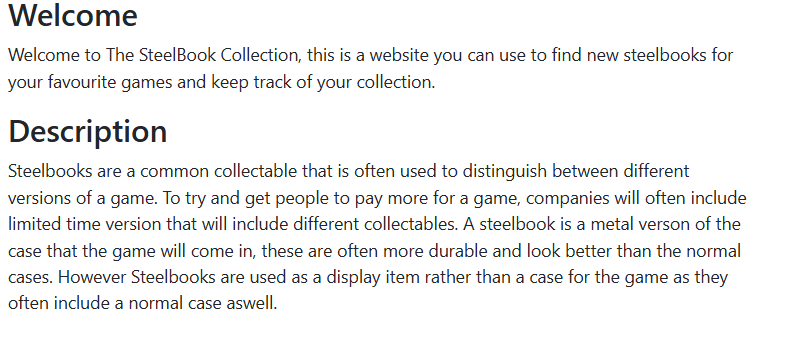 Welcome
Welcome to The SteelBook Collection, this is a website you can use to find new steelbooks for
your favourite games and keep track of your collection.
Description
Steelbooks are a common collectable that is often used to distinguish between different
versions of a game. To try and get people to pay more for a game, companies will often include
limited time version that will include different collectables. A steelbook is a metal verson of the
case that the game will come in, these are often more durable and look better than the normal
cases. However Steelbooks are used as a display item rather than a case for the game as they
often include a normal case aswell.